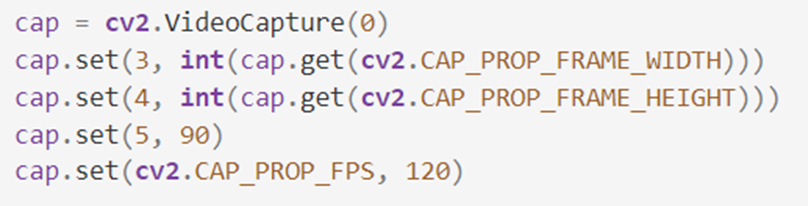 cap = cv2.VideoCapture(0)
cap.set(3, int(cap.get(cv2.CAP_PROP_FRAME_WIDTH)))
cap.set(4, int(cap.get(cv2.CAP_PROP_FRAME_HEIGHT)))
cap.set(5, 90)
cap.set(cv2.CAP_PROP_FPS, 120)